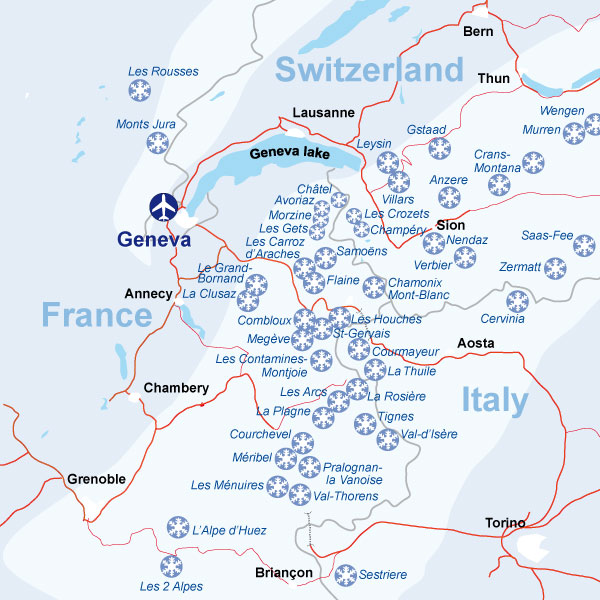 Bern
Switzerland
Les Rousses
Thun
Wengen
Lausanne
Murren
Monts Jura
Gstaad
Geneva lake
Leysin
Crans-
Montana
Châtel
Anzere
Avoriaz
Villars
Morzine
Les Crozets
Les Gets
Champéry
Sion
Geneva
Les Carroz
d'Araches
Samoëns
Nendaz
Saas-Fee
Verbier
Zermatt
Le Grand-
Bornand
Flaine
Chamonix
Mont-Blanc
Annecy
La Clusaz
France
Combloux
Les Houches
Cervinia
St-Gervais
Megève
Aosta
Courmayeur
Les Contamines-
Montjoie
La Thuile
Chambery
Les Arcs
La Rosière
Italy
La Plagne
Tignes
Courchevel
Val-d'Isère
Méribel
Pralognan-
la Vanoise
Grenoble
Les Ménuires
Val-Thorens
L'Alpe d'Huez
Torino
Briançon
Sestriere
Les 2 Alpes